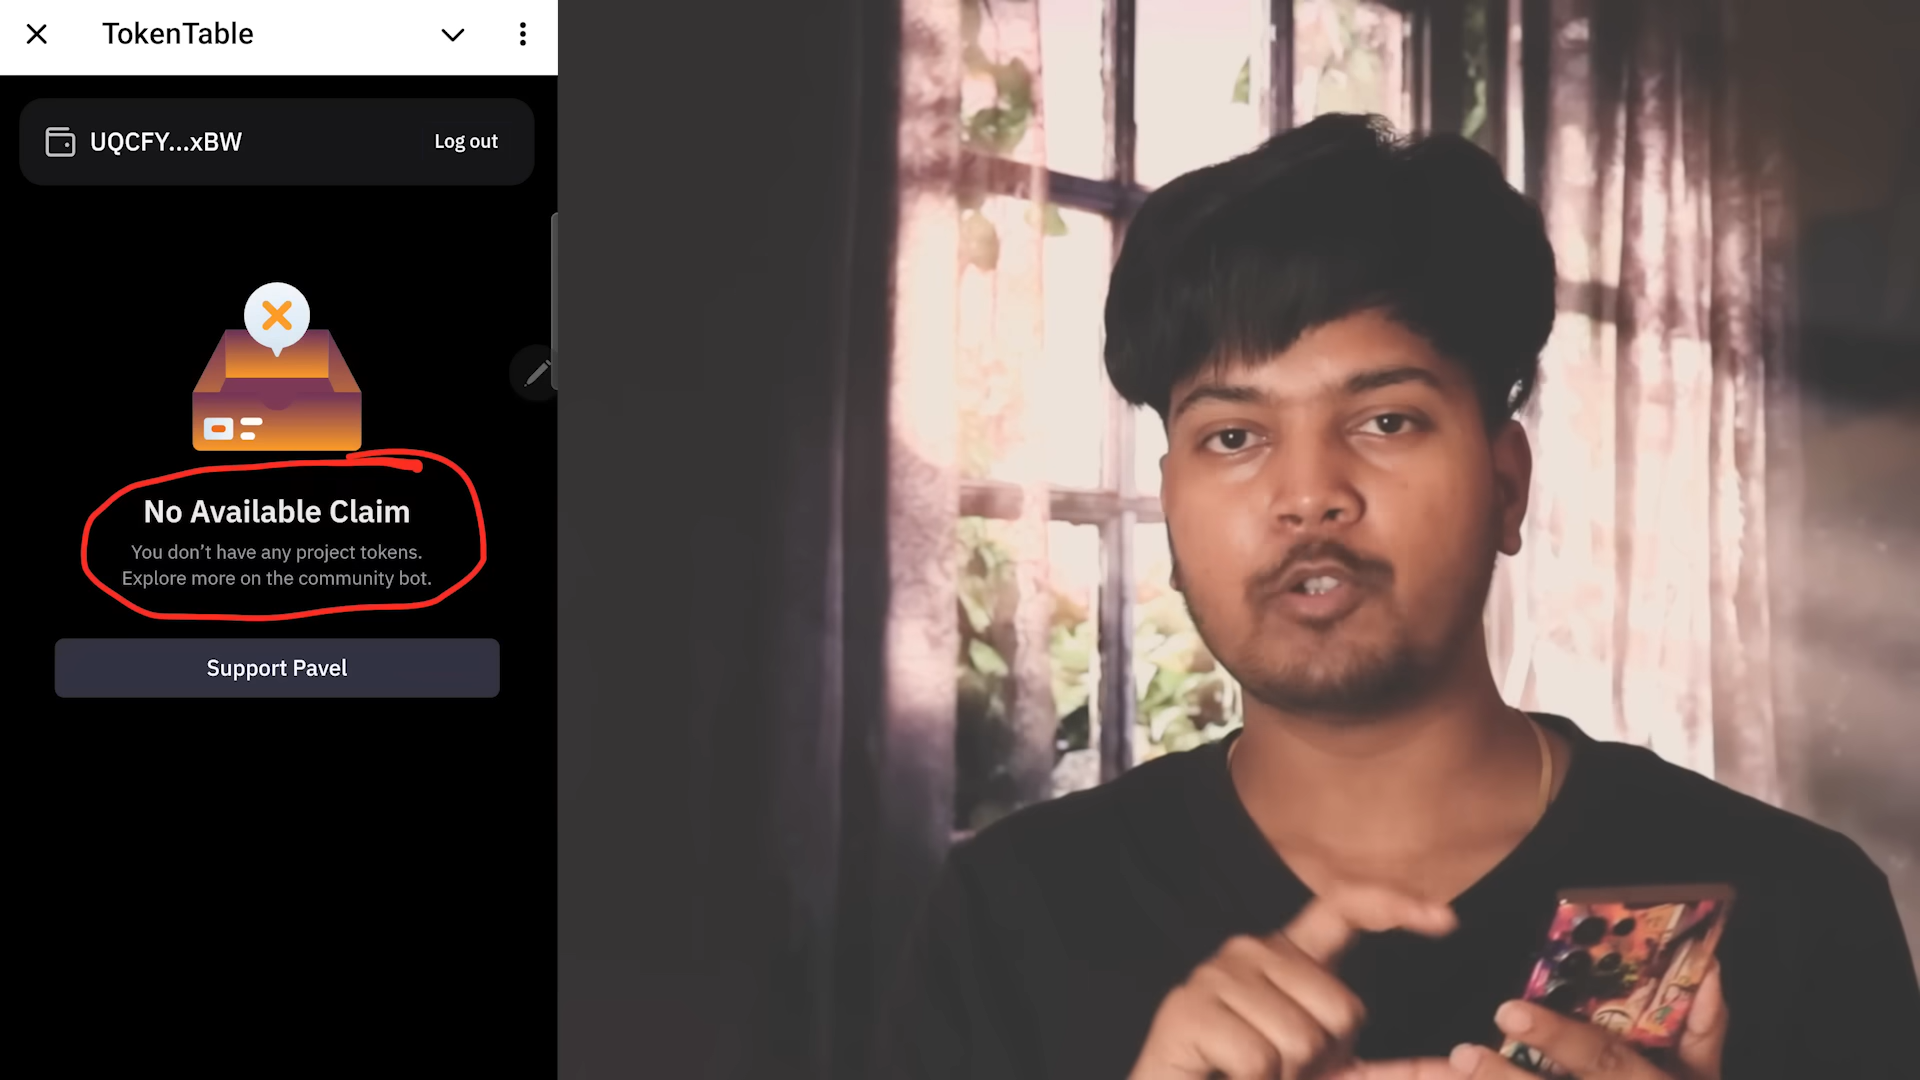 TokenTable
UQCFY...xBW
Log out
No Available Claim
You don’t have any project tokens.
Explore more on the community bot.
Support Pavel